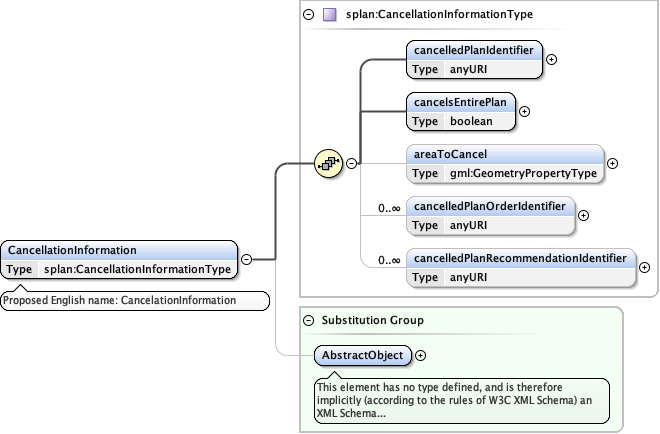 splan:CancellationInformationType
cancelledPlanIdentifier
Type anyURI
cancelsEntirePlan
Type boolean
areaToCancel
Type gml:GeometryPropertyType
0..∞ cancelledPlanOrderIdentifier
Type anyURI
0..∞ cancelledPlanRecommendationIdentifier
Type anyURI
CancellationInformation
Type splan:CancellationInformationType
Proposed English name: CancelationInformation
Substitution Group
AbstractObject
This element has no type defined, and is therefore
implicitly (according to the rules of W3C XML Schema) an
XML Schema...